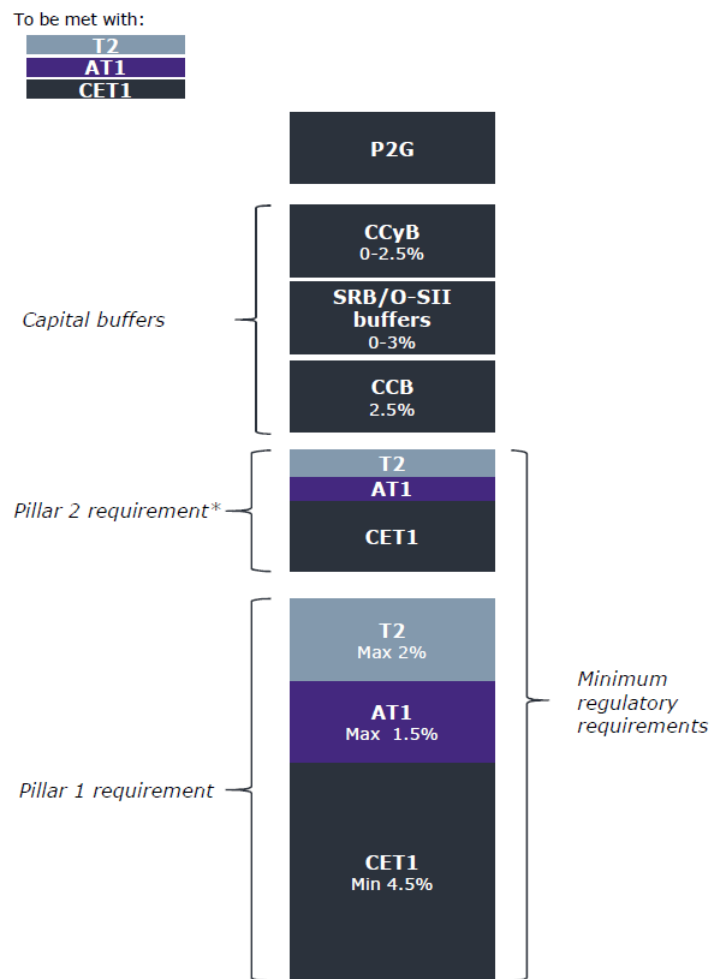 To be met with:
T2
AT1
CET1
P2G
CCyB
0-2.5%
SRB/O-SII
buffers
0-3%
CCB
2.5%
Capital buffers
T2
AT1
CET1
Pillar 2 requirement*
T2
Max 2%
AT1
Max 1.5%
CET1
Min 4.5%
Pillar 1 requirement
Minimum
regulatory
requirements